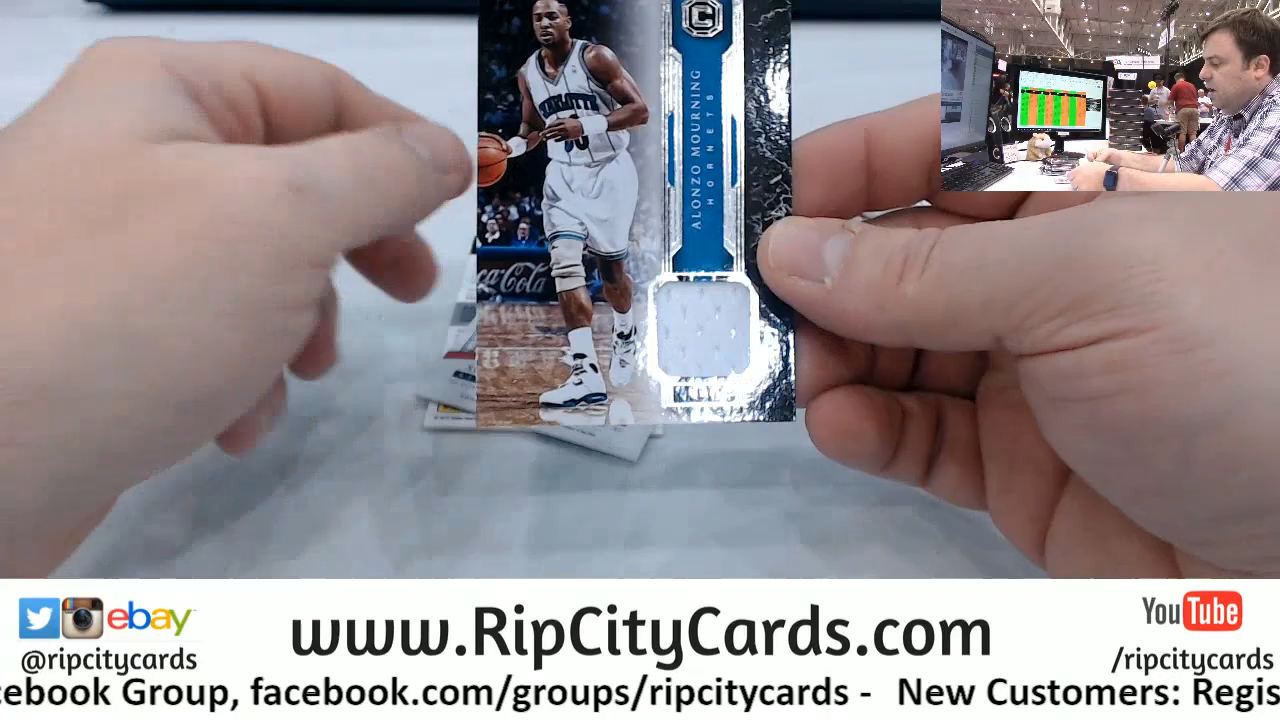 C
ALONZO MOURNING
HORNETS
CHARLOTTE
Coca-Cola
ebay
@ripcitycards
www.RipCityCards.com
YouTube
/ripcitycards
cebook Group, facebook.com/groups/ripcitycards - New Customers: Regis